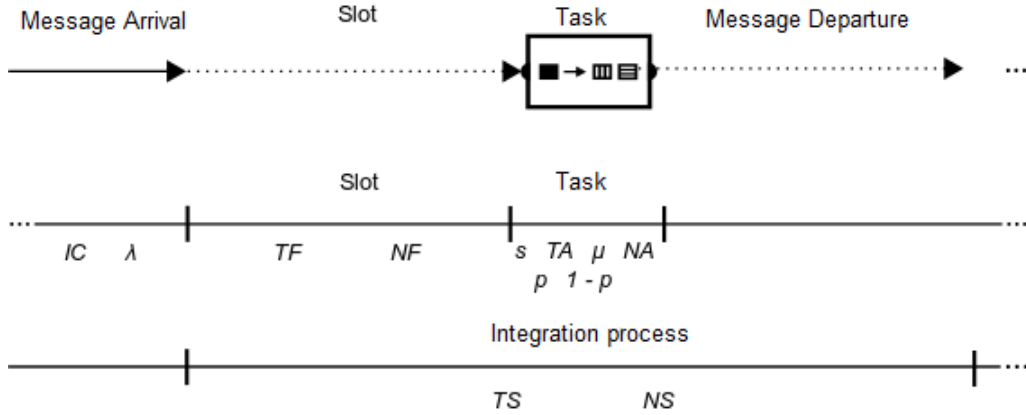 Message Arrival Slot Task Message Departure
...
Slot Task
... ...
IC λ TF NF s TA μ NA
p 1 - p
Integration process
...
TS NS